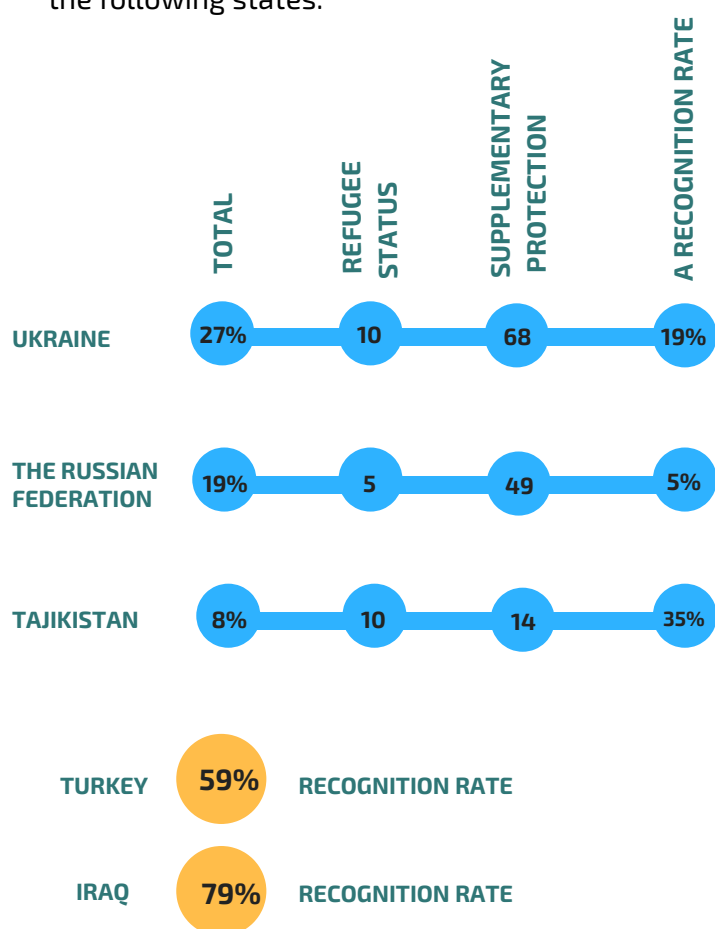 the following states:
TOTAL
REFUGEE
STATUS
SUPPLEMENTARY
PROTECTION
A RECOGNITION RATE
UKRAINE
27%
10
68
19%
THE RUSSIAN
FEDERATION
19%
5
49
5%
TAJIKISTAN
8%
10
14
35%
TURKEY
59%
RECOGNITION RATE
IRAQ
79%
RECOGNITION RATE